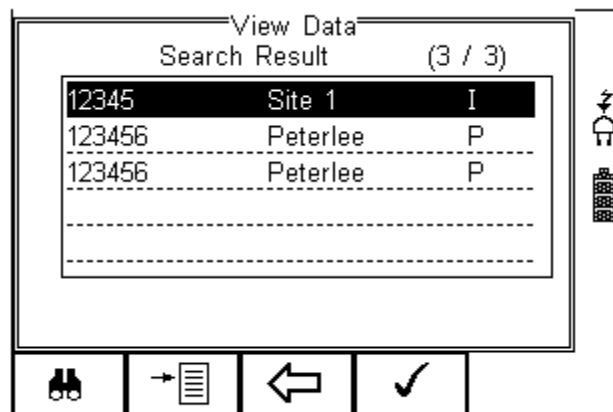 View Data
Search Result (3 / 3)
12345 Site 1 I
123456 Peterlee P
123456 Peterlee P